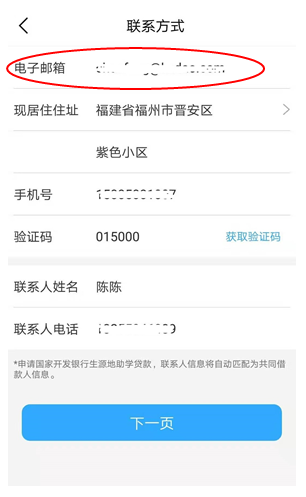 联系方式
电子邮箱
现居住住址 福建省福州市晋安区
紫色小区
手机号
验证码 015000 获取验证码
联系人姓名 陈陈
联系人电话
*申请国家开发银行生源地助学贷款，联系人信息将自动匹配为共同借
款人信息。
下一页